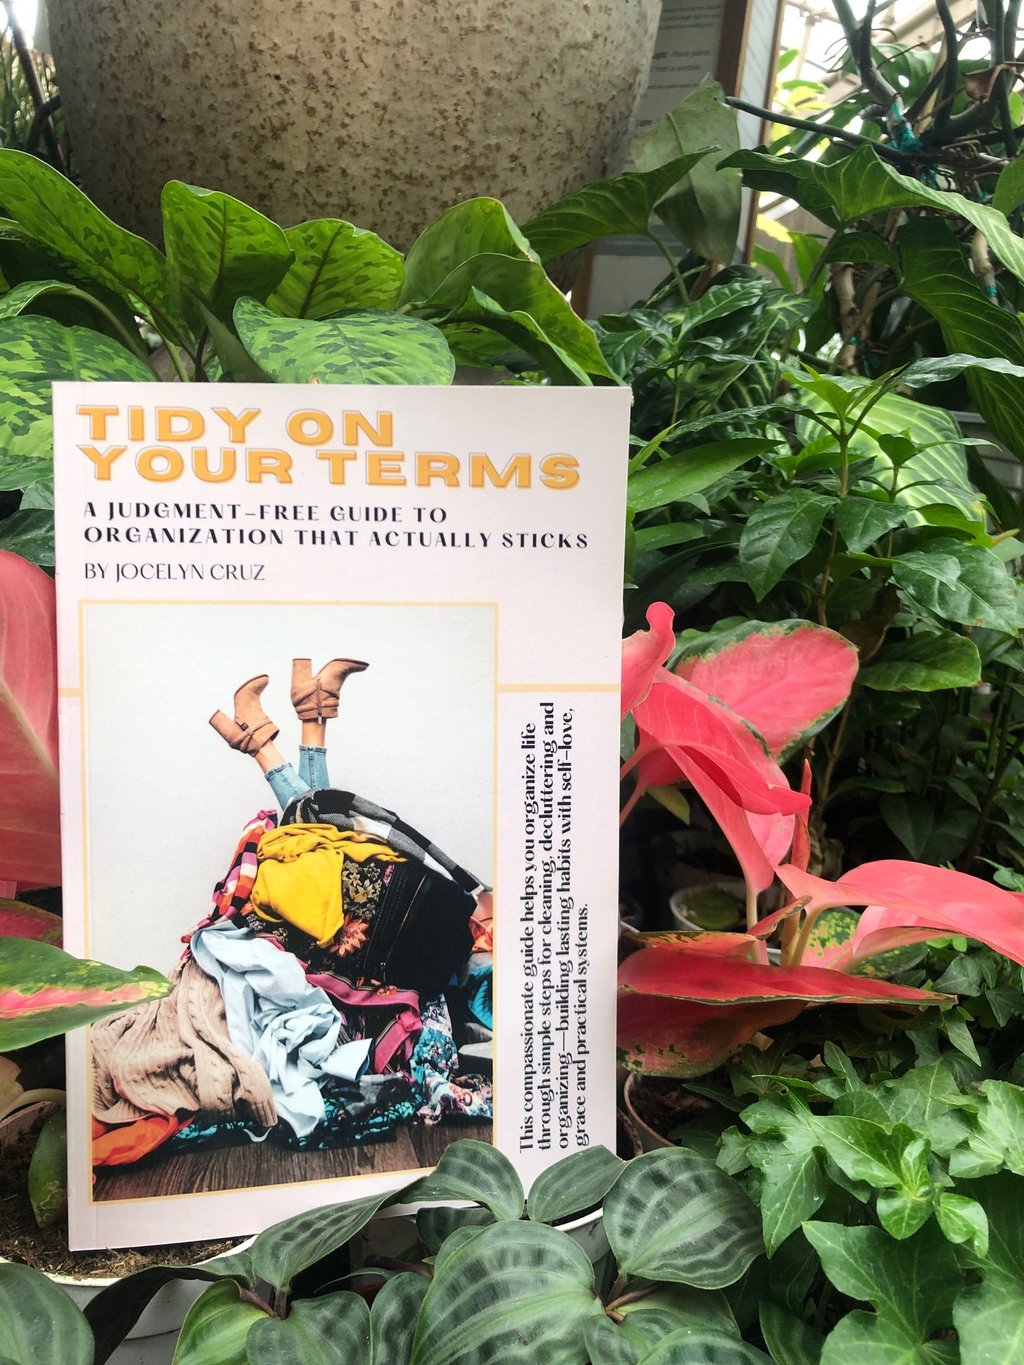 TIDY ON
YOUR TERMS
A JUDGMENT-FREE GUIDE TO
ORGANIZATION THAT ACTUALLY STICKS
BY JOCELYN CRUZ
This compassionate guide helps you organize life
through simple steps for cleaning, decluttering and
organizing—building lasting habits with self-love,
grace and practical systems.